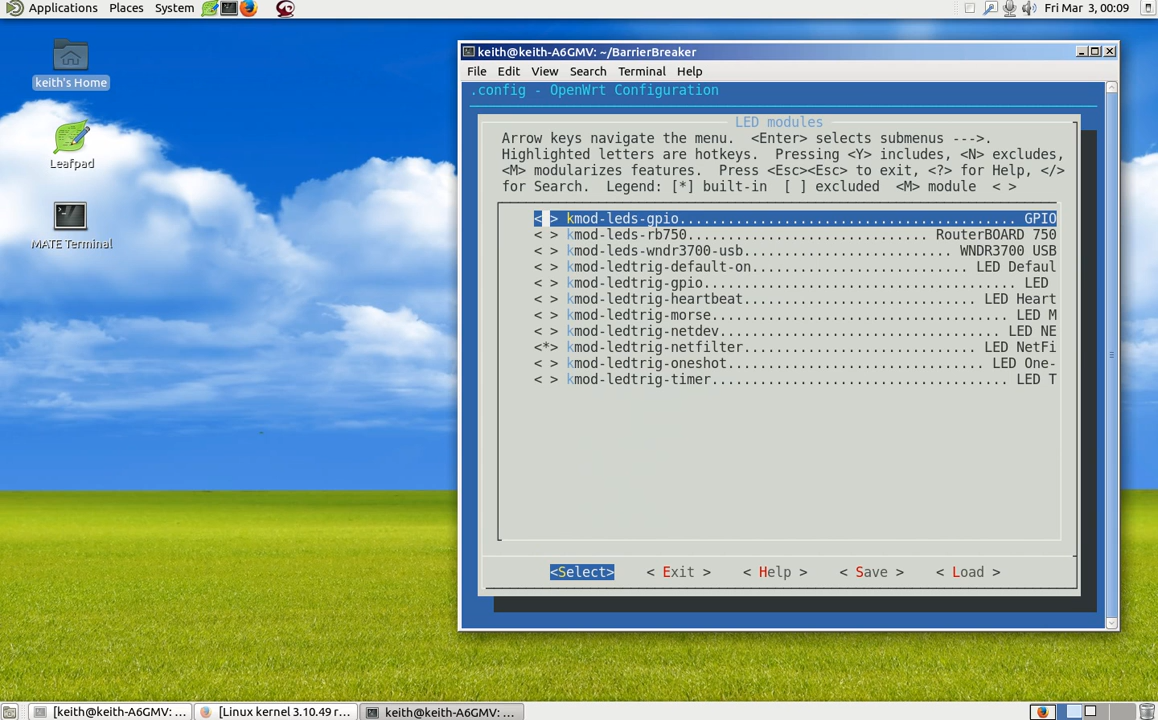 Applications Places System
Fri Mar 3, 00:09
keith's Home
Leafpad
MATE Terminal
keith@keith-A6GMV: ~/BarrierBreaker
File Edit View Search Terminal Help
.config - OpenWrt Configuration
LED modules
Arrow keys navigate the menu. <Enter> selects submenus --->.
Highlighted letters are hotkeys. Pressing <Y> includes, <N> excludes,
<M> modularizes features. Press <Esc><Esc> to exit, <?> for Help, </>
for Search. Legend: [*] built-in [ ] excluded <M> module < >
< > kmod-leds-gpio.......................................... GPIO
< > kmod-leds-rb750.............................. RouterBOARD 750
< > kmod-leds-wndr3700-usb.......................... WNDR3700 USB
< > kmod-ledtrig-default-on........................... LED Defaul
< > kmod-ledtrig-gpio....................................... LED
< > kmod-ledtrig-heartbeat............................. LED Heart
< > kmod-ledtrig-morse..................................... LED M
< > kmod-ledtrig-netdev................................... LED NE
<*> kmod-ledtrig-netfilter............................. LED NetFi
< > kmod-ledtrig-oneshot................................ LED One-
< > kmod-ledtrig-timer..................................... LED T
<Select> < Exit > < Help > < Save > < Load >
[keith@keith-A6GMV: ... [Linux kernel 3.10.49 r... keith@keith-A6GMV: ...